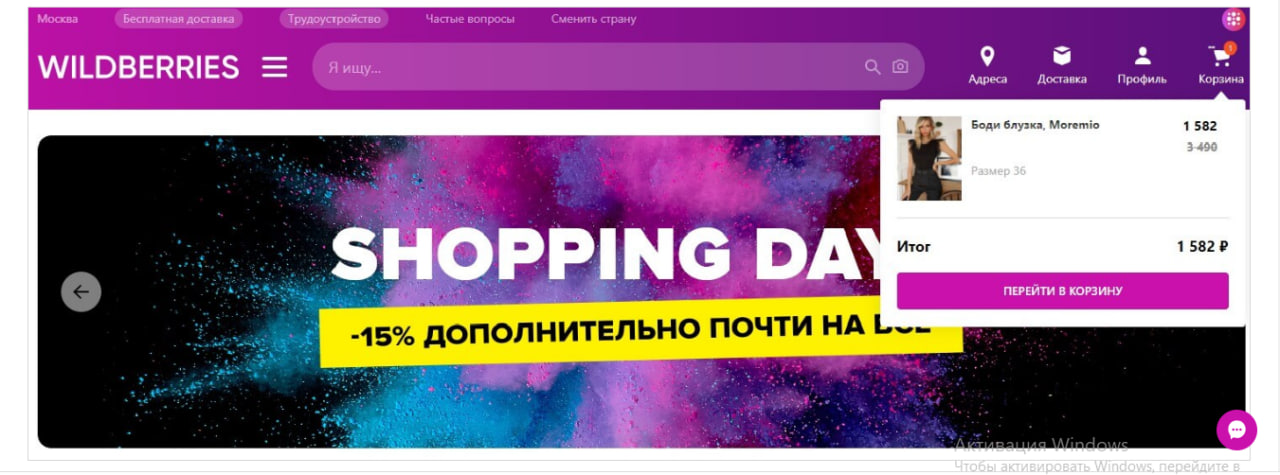 Москва Бесплатная доставка Трудоустройство Частые вопросы Сменить страну
WILDBERRIES
Я ищу...
Адреса Доставка Профиль Корзина
1
Боди блузка, Moremio 1 582
3 490
Размер 36
Итог 1 582 ₽
ПЕРЕЙТИ В КОРЗИНУ
SHOPPING DAY
-15% ДОПОЛНИТЕЛЬНО ПОЧТИ НА ВСЕ
Активация Windows
Чтобы активировать Windows, перейдите в